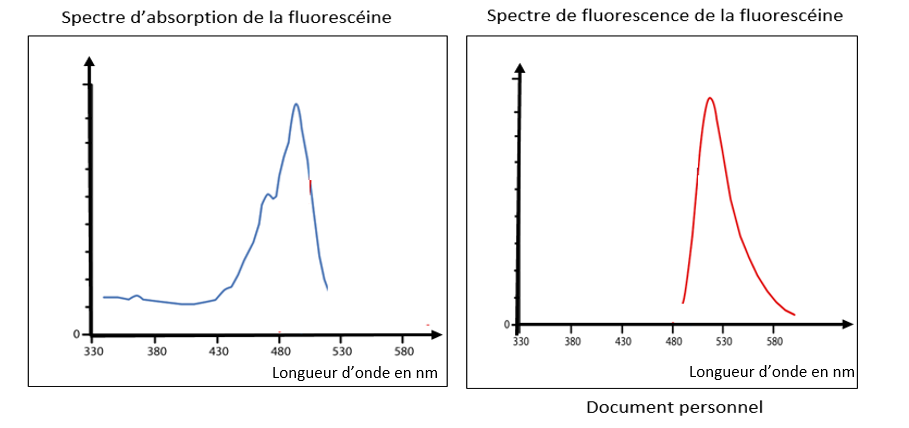 Spectre d’absorption de la fluorescéine
0
330 380 430 480 530 580
Longueur d’onde en nm
Spectre de fluorescence de la fluorescéine
0
330 380 430 480 530 580
Longueur d’onde en nm
Document personnel